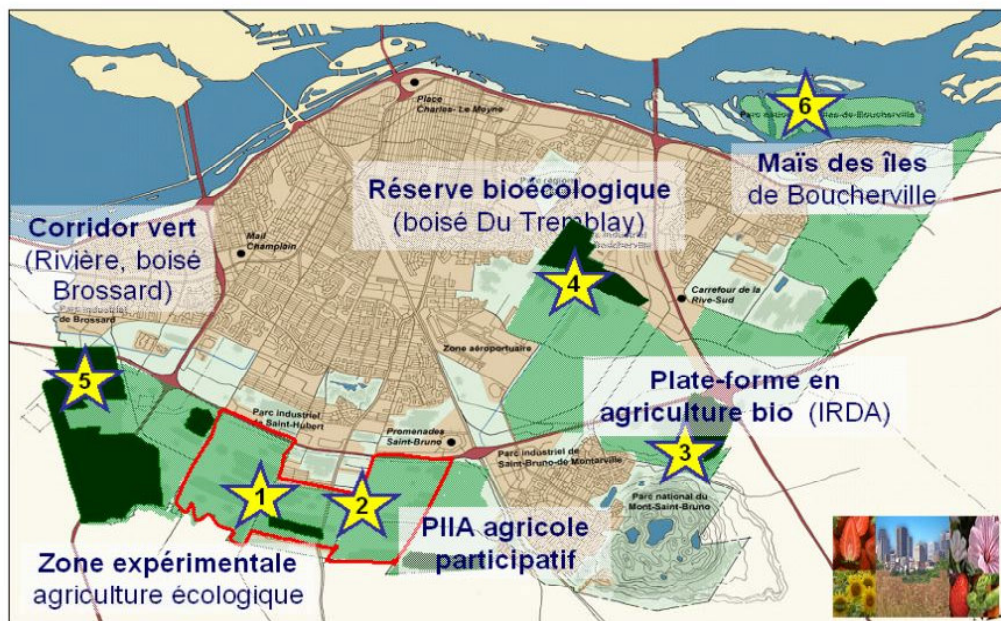 Place
Charles- Le Moyne
6
Maïs des îles
de Boucherville
Réserve bioécologique
(boisé Du Tremblay)
4
Corridor vert
(Rivière, boisé
Brossard)
Mail
Champlain
Parc industriel
de Brossard
5
Carrefour de la
Rive-Sud
Zone aéroportuaire
Plate-forme en
agriculture bio (IRDA)
3
Parc industriel
de Saint-Hubert
Promenades
Saint-Bruno
Parc industriel de
Saint-Bruno-de Montarville
Parc national du
Mont-Saint-Bruno
1
2
PIIA agricole
participatif
Zone expérimentale
agriculture écologique